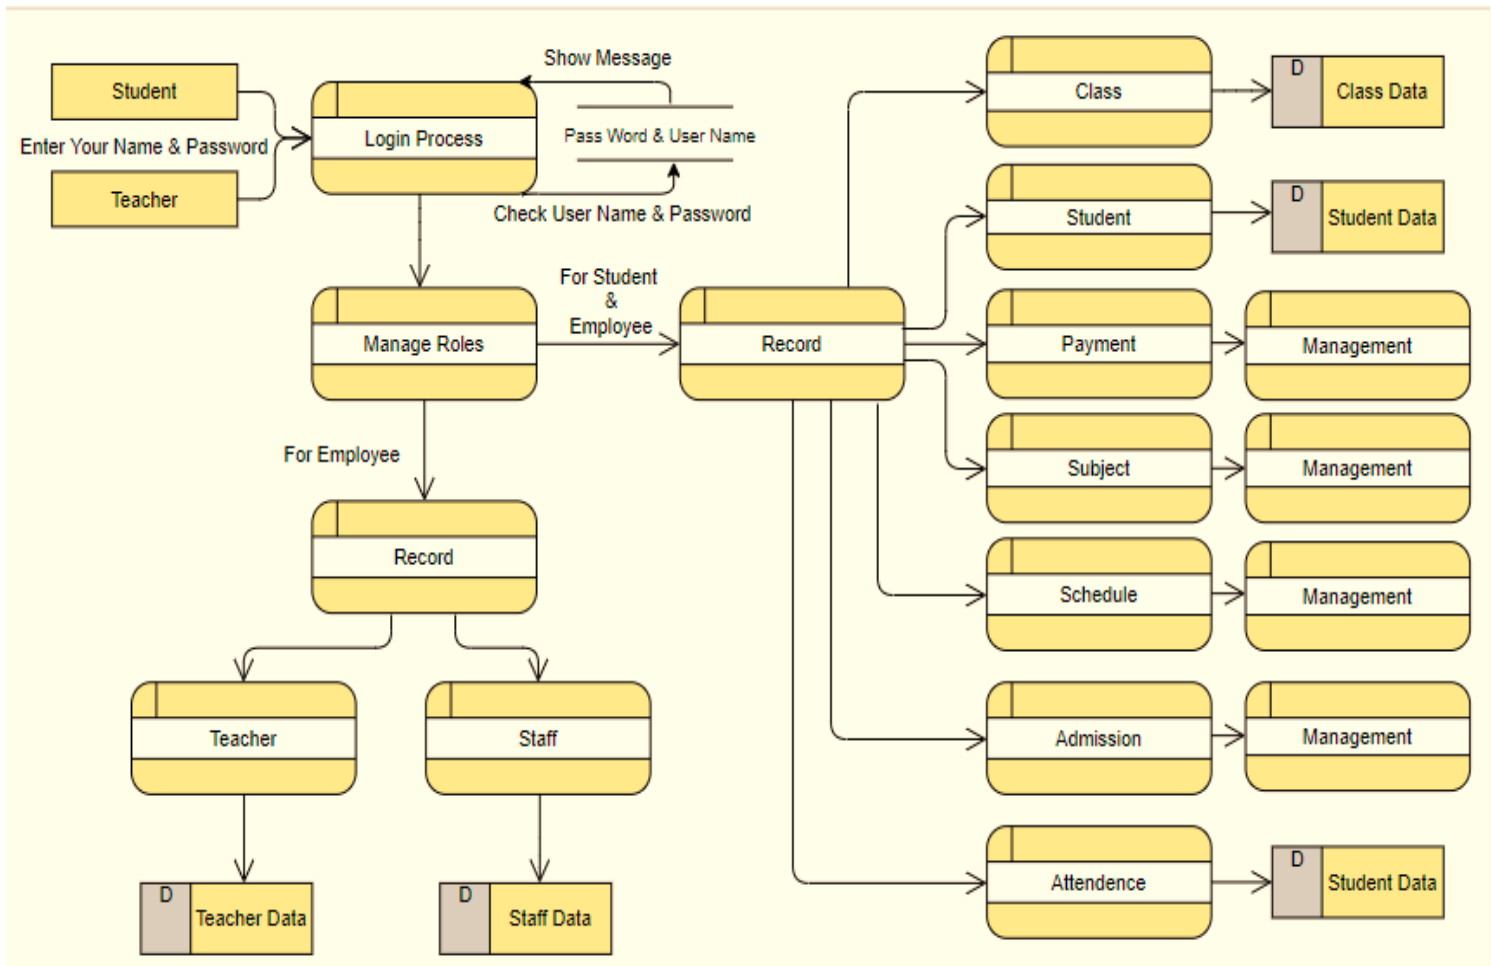 Show Message
Student
Login Process
Pass Word & User Name
Enter Your Name & Password
Teacher
Check User Name & Password
Class
D
Class Data
Student
D
Student Data
Manage Roles
For Student
&
Employee
Record
Payment
Management
For Employee
Subject
Management
Record
Schedule
Management
Teacher
Staff
Admission
Management
D
Teacher Data
D
Staff Data
Attendence
D
Student Data